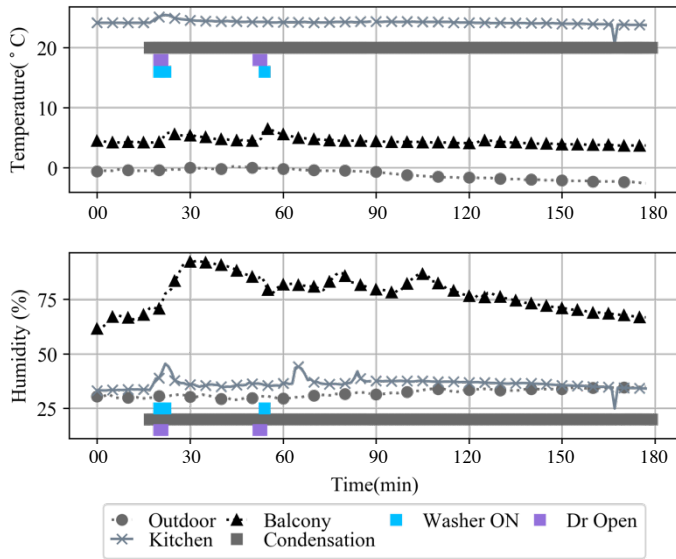 Temperature( ° C)
20
10
0
00 30 60 90 120 150 180
Humidity (%)
75
50
25
00 30 60 90 120 150 180
Time(min)
Outdoor Balcony Washer ON Dr Open
Kitchen Condensation